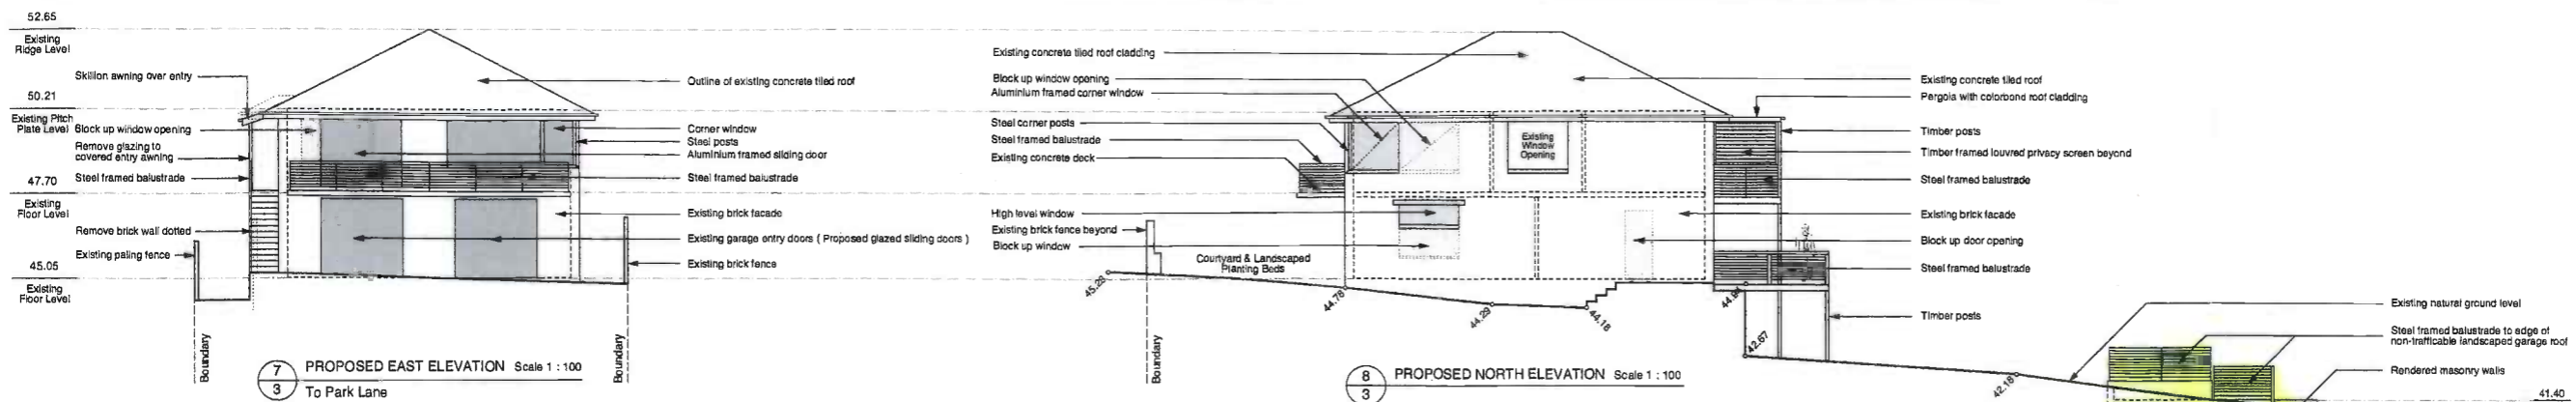 52.65
Existing
Ridge Level
Skillion awning over entry
50.21
Existing Pitch
Plate Level
Block up window opening
Remove glazing to
covered entry awning
Steel framed balustrade
47.70
Existing
Floor Level
Remove brick wall dotted
Existing paling fence
45.05
Existing
Floor Level
Outline of existing concrete tiled roof
Corner window
Steel posts
Aluminium framed sliding door
Steel framed balustrade
Existing brick facade
Existing garage entry doors ( Proposed glazed sliding doors )
Existing brick fence
Boundary
Boundary
7
3
PROPOSED EAST ELEVATION Scale 1 : 100
To Park Lane
Existing concrete tiled roof cladding
Block up window opening
Aluminium framed corner window
Steel corner posts
Steel framed balustrade
Existing concrete deck
High level window
Existing brick fence beyond
Block up window
Existing
Window
Opening
Courtyard & Landscaped
Planting Beds
45.28
44.78
44.29
44.18
44.94
42.67
42.18
Boundary
8
3
PROPOSED NORTH ELEVATION Scale 1 : 100
Existing concrete tiled roof
Pergola with colorbond roof cladding
Timber posts
Timber framed louvred privacy screen beyond
Steel framed balustrade
Existing brick facade
Block up door opening
Steel framed balustrade
Timber posts
Existing natural ground level
Steel framed balustrade to edge of
non-trafficable landscaped garage roof
Rendered masonry walls
41.40